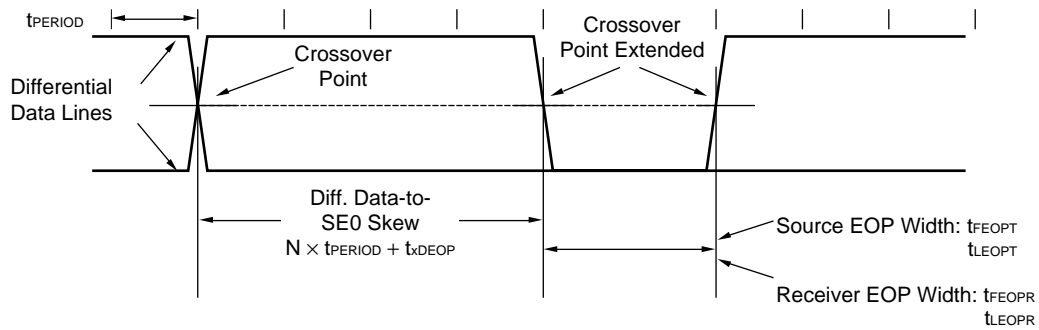 tPERIOD
Crossover
Point
Crossover
Point Extended
Differential
Data Lines
Diff. Data-to-
SE0 Skew
N × tPERIOD + txDEOP
Source EOP Width: tFEOPT
tLEOPT
Receiver EOP Width: tFEOPR
tLEOPR